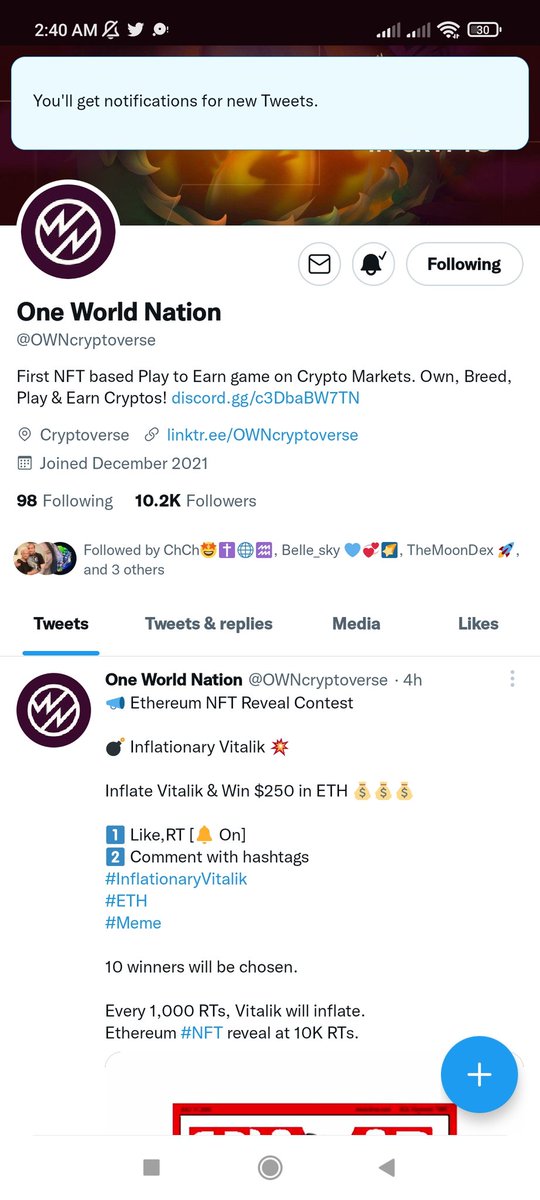 2:40 AM
30
You'll get notifications for new Tweets.
Following
One World Nation
@OWNcryptoverse
First NFT based Play to Earn game on Crypto Markets. Own, Breed,
Play & Earn Cryptos! discord.gg/c3DbaBW7TN
Cryptoverse linktr.ee/OWNcryptoverse
Joined December 2021
98 Following 10.2K Followers
Followed by ChCh🤩✝️🌐♒, Belle_sky 💙💞🌠, TheMoonDex 🚀,
and 3 others
Tweets Tweets & replies Media Likes
One World Nation @OWNcryptoverse · 4h
📣 Ethereum NFT Reveal Contest
💣 Inflationary Vitalik 💥
Inflate Vitalik & Win $250 in ETH 💰💰💰
1️⃣ Like,RT [🔔 On]
2️⃣ Comment with hashtags
#InflationaryVitalik
#ETH
#Meme
10 winners will be chosen.
Every 1,000 RTs, Vitalik will inflate.
Ethereum #NFT reveal at 10K RTs.